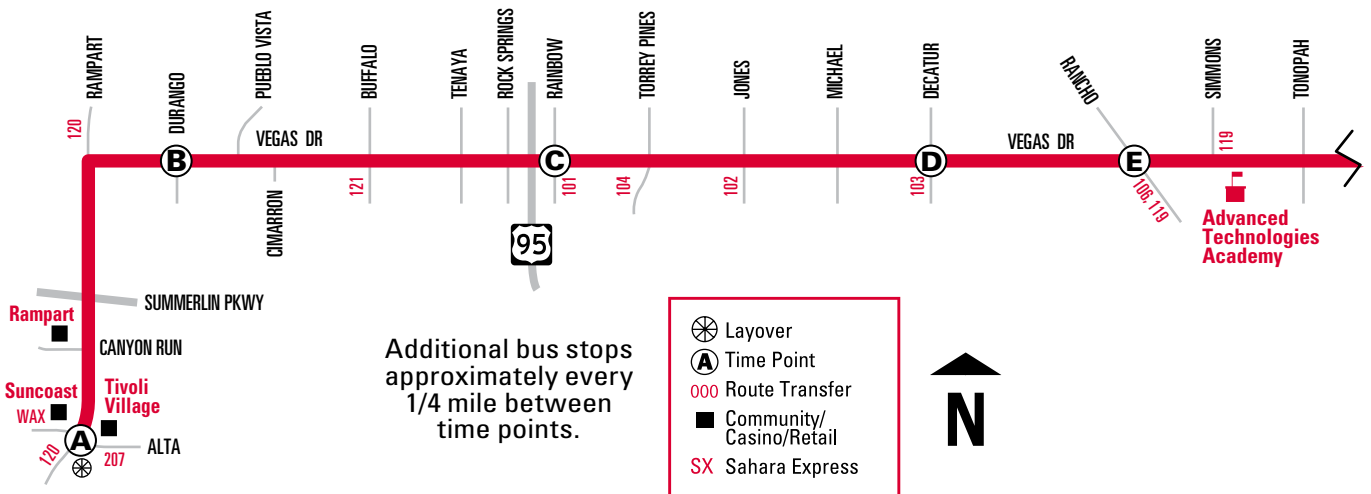 RAMPART
DURANGO
PUEBLO VISTA
BUFFALO
TENAYA
ROCK SPRINGS
RAINBOW
TORREY PINES
JONES
MICHAEL
DECATUR
RANCHO
SIMMONS
TONOPAH
120
VEGAS DR
VEGAS DR
119
B
C
D
E
CIMARRON
121
101
104
102
103
106, 119
95
Advanced
Technologies
Academy
SUMMERLIN PKWY
Rampart
CANYON RUN
Suncoast
Tivoli
Village
WAX
A
ALTA
120
207
Additional bus stops
approximately every
1/4 mile between
time points.
Layover
A Time Point
000 Route Transfer
Community/
Casino/Retail
SX Sahara Express
N